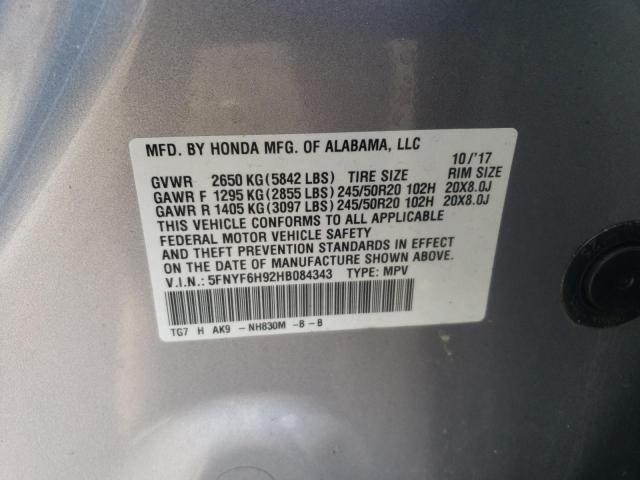 MFD. BY HONDA MFG. OF ALABAMA, LLC
10/'17
GVWR 2650 KG(5842 LBS) TIRE SIZE RIM SIZE
GAWR F 1295 KG(2855 LBS) 245/50R20 102H 20X8.0J
GAWR R 1405 KG(3097 LBS) 245/50R20 102H 20X8.0J
THIS VEHICLE CONFORMS TO ALL APPLICABLE
FEDERAL MOTOR VEHICLE SAFETY
AND THEFT PREVENTION STANDARDS IN EFFECT
ON THE DATE OF MANUFACTURE SHOWN ABOVE.
V.I.N.: 5FNYF6H92HB084343 TYPE: MPV
TG7 H AK9 -NH830M -B-B